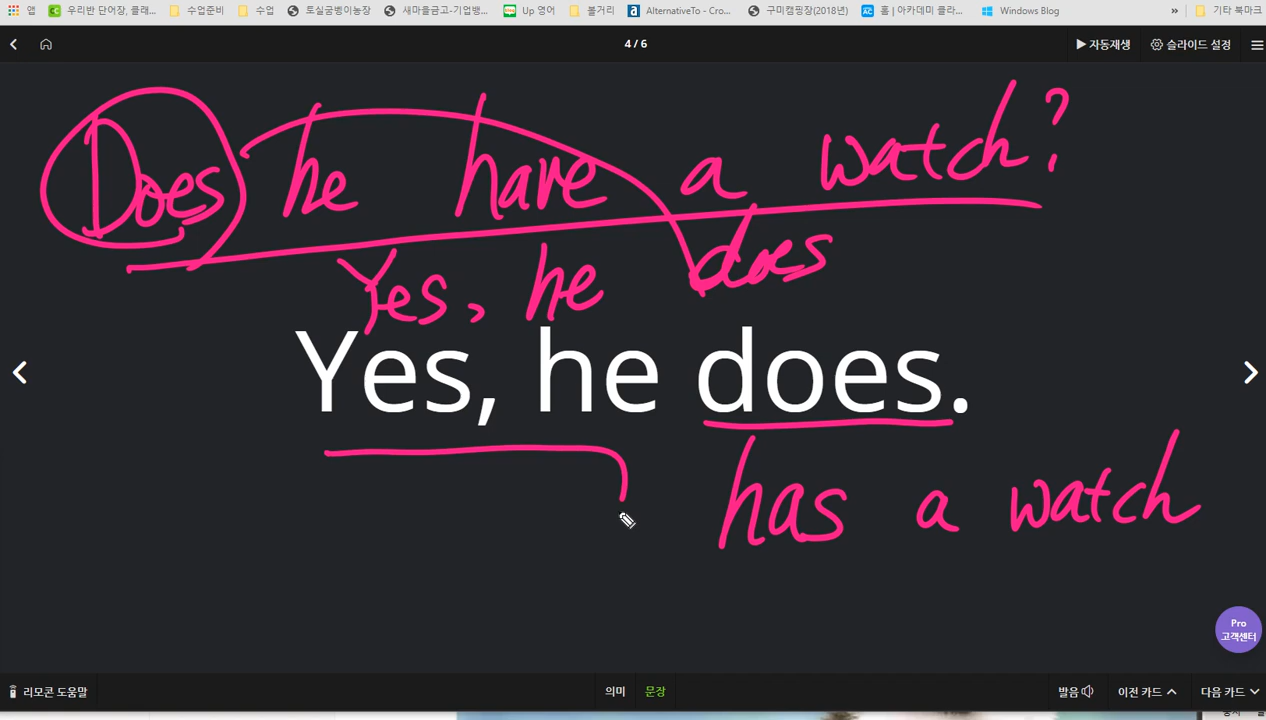 앱 우리반 단어장, 클래... 수업준비 수업 토실굼벵이농장 새마을금고-기업뱅... Up 영어 볼거리 AlternativeTo - Cro... 구미캠핑장(2018년) 홈 | 아카데미 클라... Windows Blog » 기타 북마크
4 / 6 자동재생 슬라이드 설정
Does he have a watch?
Yes, he does
Yes, he does.
has a watch
Pro
고객센터
리모콘 도움말 의미 문장 발음 이전 카드 다음 카드